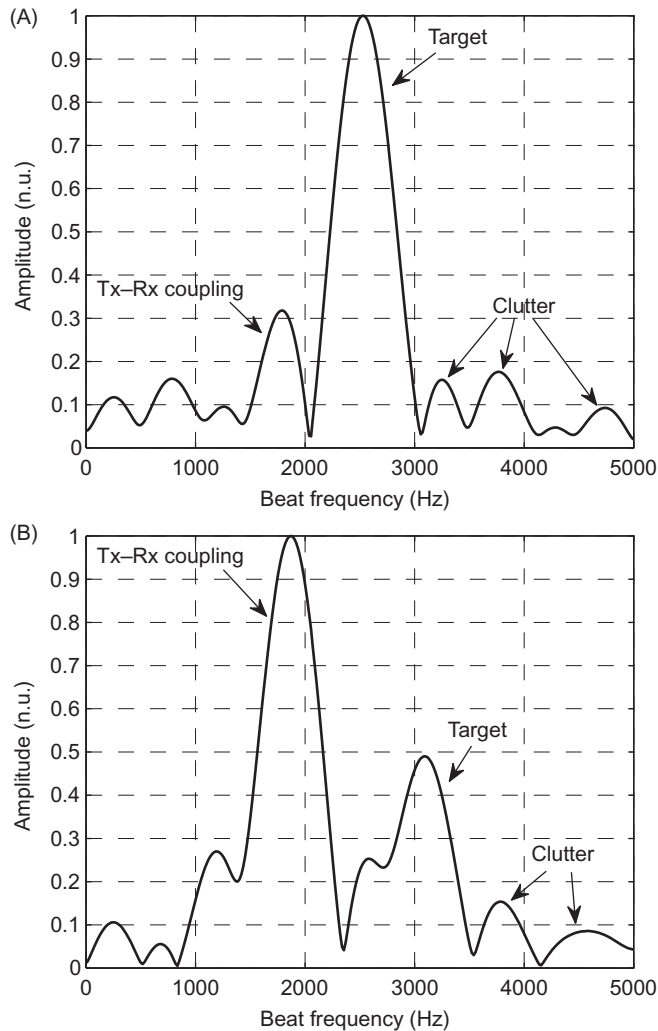 (A)
1
0.9
0.8
0.7
0.6
0.5
0.4
0.3
0.2
0.1
0
Amplitude (n.u.)
Target
Tx–Rx coupling
Clutter
0 1000 2000 3000 4000 5000
Beat frequency (Hz)
(B)
1
0.9
0.8
0.7
0.6
0.5
0.4
0.3
0.2
0.1
0
Amplitude (n.u.)
Tx–Rx coupling
Target
Clutter
0 1000 2000 3000 4000 5000
Beat frequency (Hz)